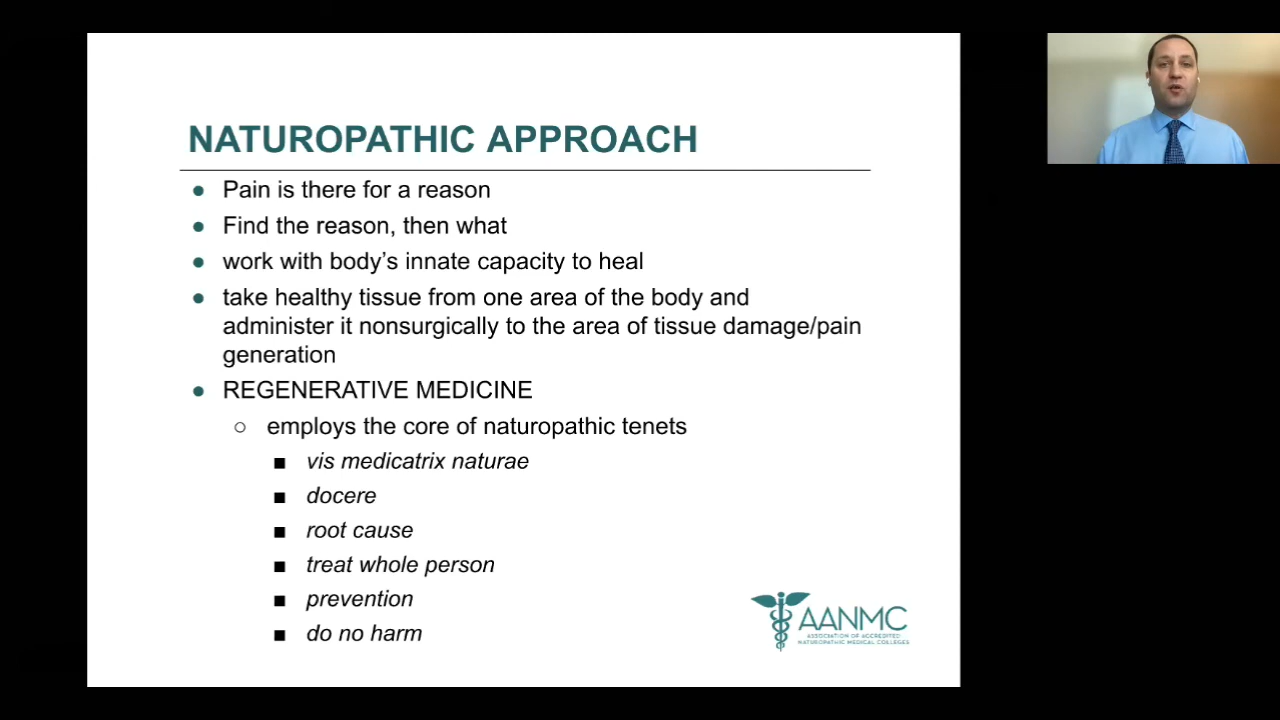 NATUROPATHIC APPROACH
● Pain is there for a reason
● Find the reason, then what
● work with body's innate capacity to heal
● take healthy tissue from one area of the body and
administer it nonsurgically to the area of tissue damage/pain
generation
● REGENERATIVE MEDICINE
○ employs the core of naturopathic tenets
■ vis medicatrix naturae
■ docere
■ root cause
■ treat whole person
■ prevention
■ do no harm
AANMC
ASSOCIATION OF ACCREDITED
NATUROPATHIC MEDICAL COLLEGES